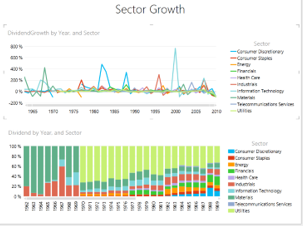 Sector Growth
DividendGrowth by Year, and Sector
Sector
800 %
600 %
400 %
200 %
0 %
-200 %
1965 1970 1975 1980 1985 1990 1995 2000 2005 2010
Consumer Discretionary
Consumer Staples
Energy
Financials
Health Care
Industrials
Information Technology
Materials
Telecommunications Services
Utilities
Dividend by Year, and Sector
Sector
100 %
80 %
60 %
40 %
20 %
0 %
Consumer Discretionary
Consumer Staples
Energy
Financials
Health Care
Industrials
Information Technology
Materials
Telecommunications Services
Utilities